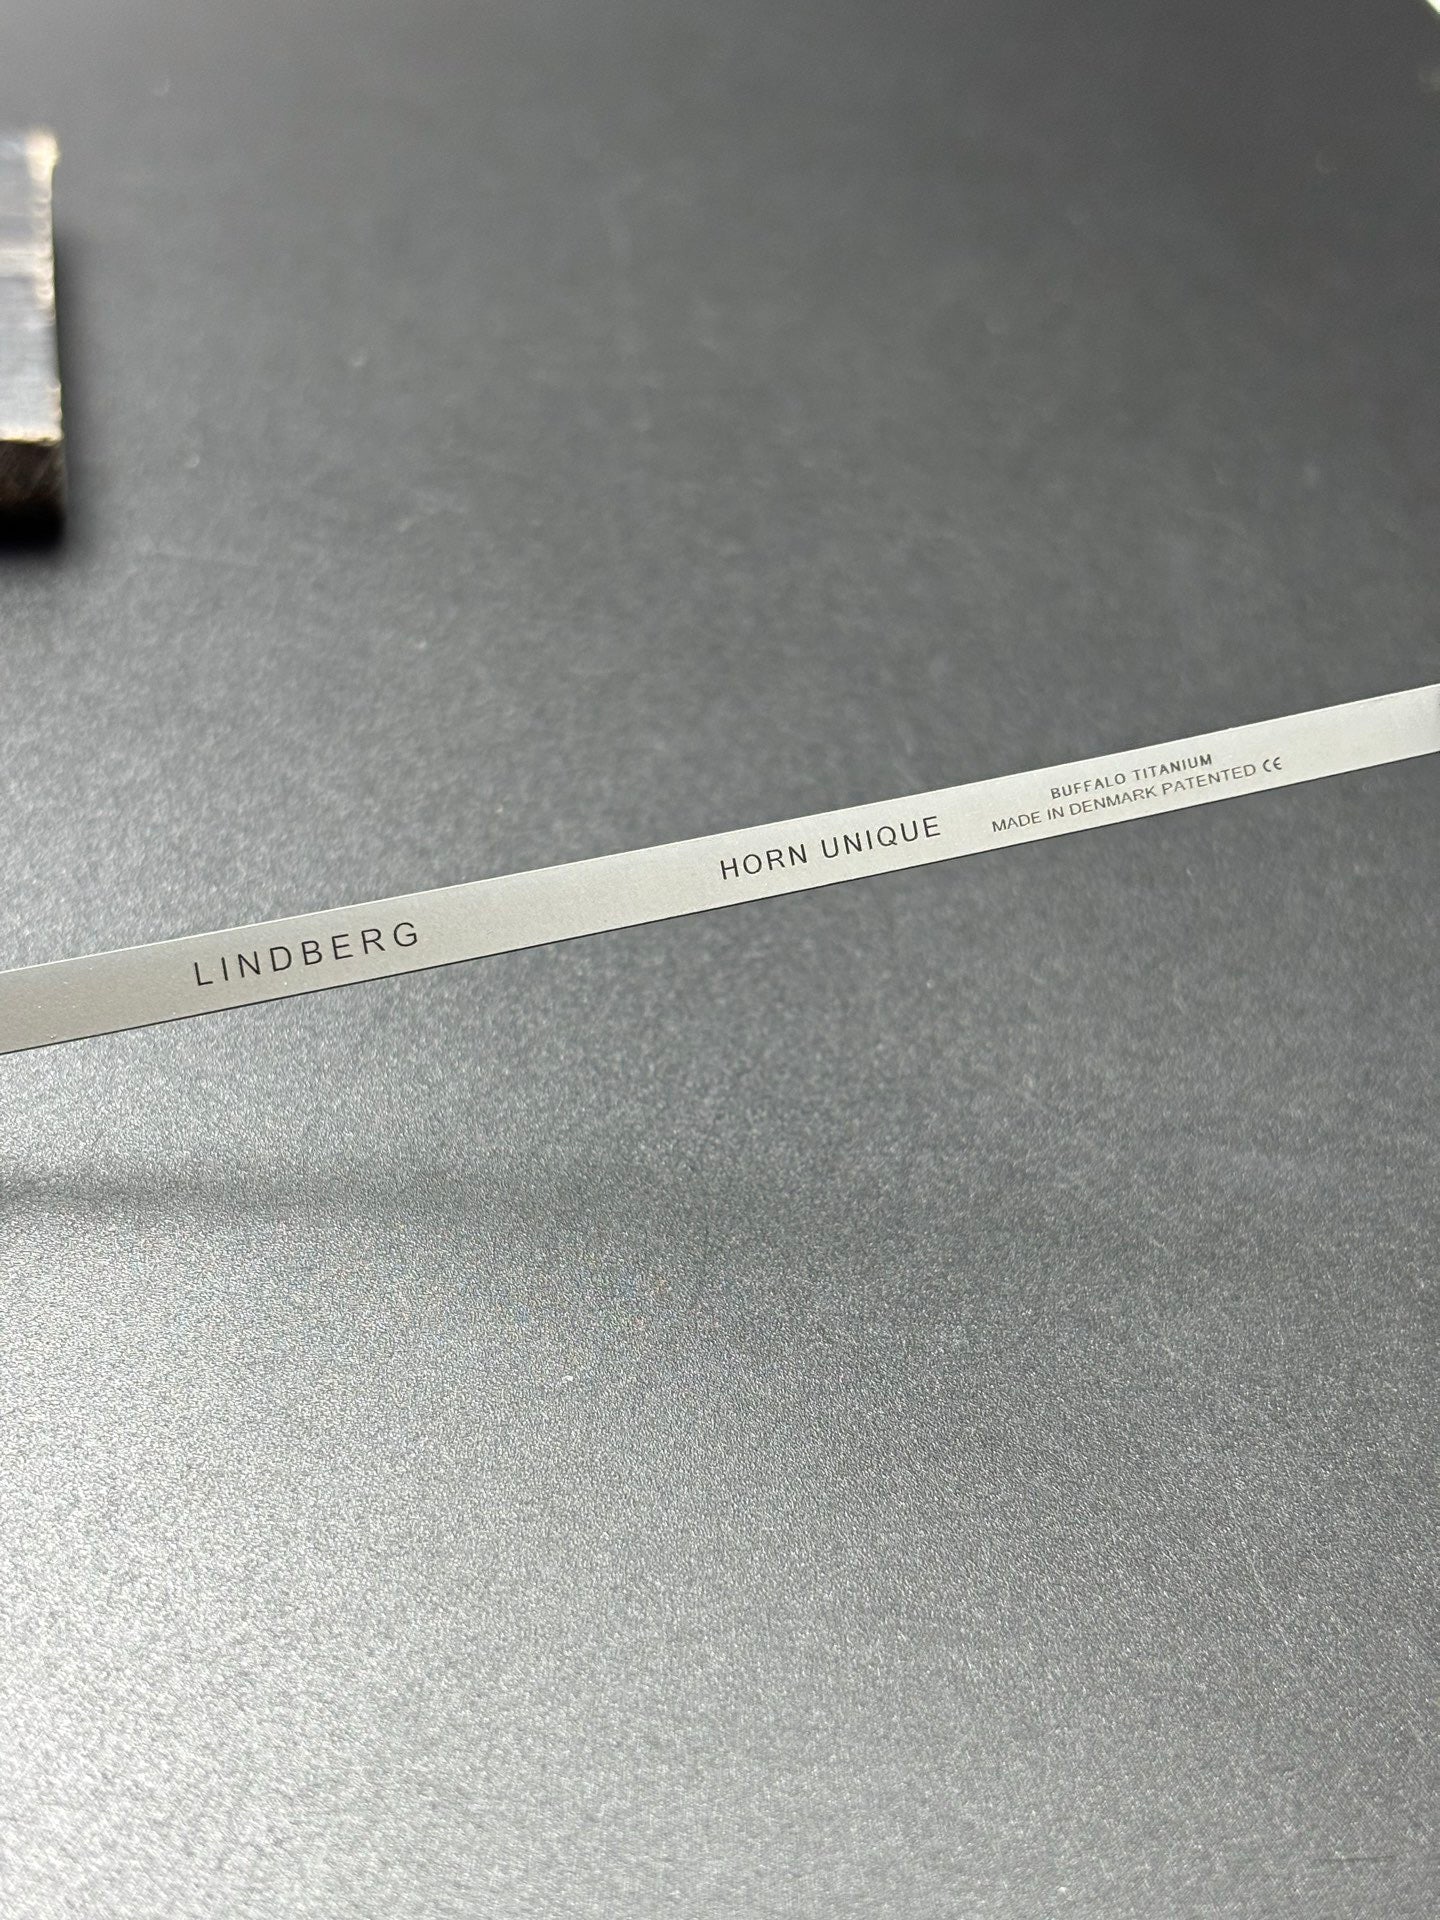 LINDBERG
HORN UNIQUE
BUFFALO TITANIUM
MADE IN DENMARK PATENTED CE